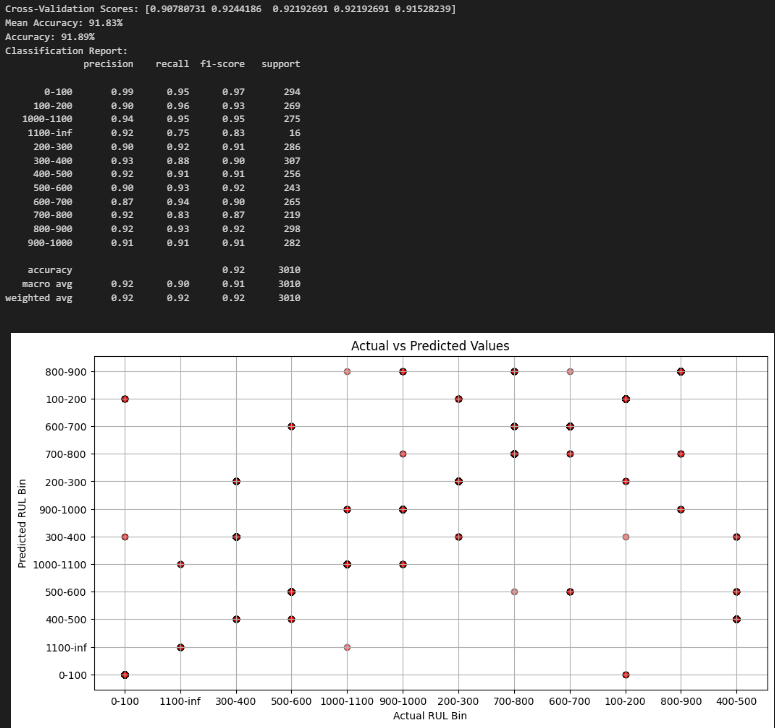 Cross-Validation Scores: [0.90780731 0.9244186  0.92192691 0.92192691 0.91528239]
Mean Accuracy: 91.83%
Accuracy: 91.89%
Classification Report:
precision recall f1-score support
0-100 0.99 0.95 0.97 294
100-200 0.90 0.96 0.93 269
1000-1100 0.94 0.95 0.95 275
1100-inf 0.92 0.75 0.83 16
200-300 0.90 0.92 0.91 286
300-400 0.93 0.88 0.90 307
400-500 0.92 0.91 0.91 256
500-600 0.90 0.93 0.92 243
600-700 0.87 0.94 0.90 265
700-800 0.92 0.83 0.87 219
800-900 0.92 0.93 0.92 298
900-1000 0.91 0.91 0.91 282
accuracy 0.92 3010
macro avg 0.92 0.90 0.91 3010
weighted avg 0.92 0.92 0.92 3010
Actual vs Predicted Values
Predicted RUL Bin
800-900
100-200
600-700
700-800
200-300
900-1000
300-400
1000-1100
500-600
400-500
1100-inf
0-100
0-100 1100-inf 300-400 500-600 1000-1100 900-1000 200-300 700-800 600-700 100-200 800-900 400-500
Actual RUL Bin